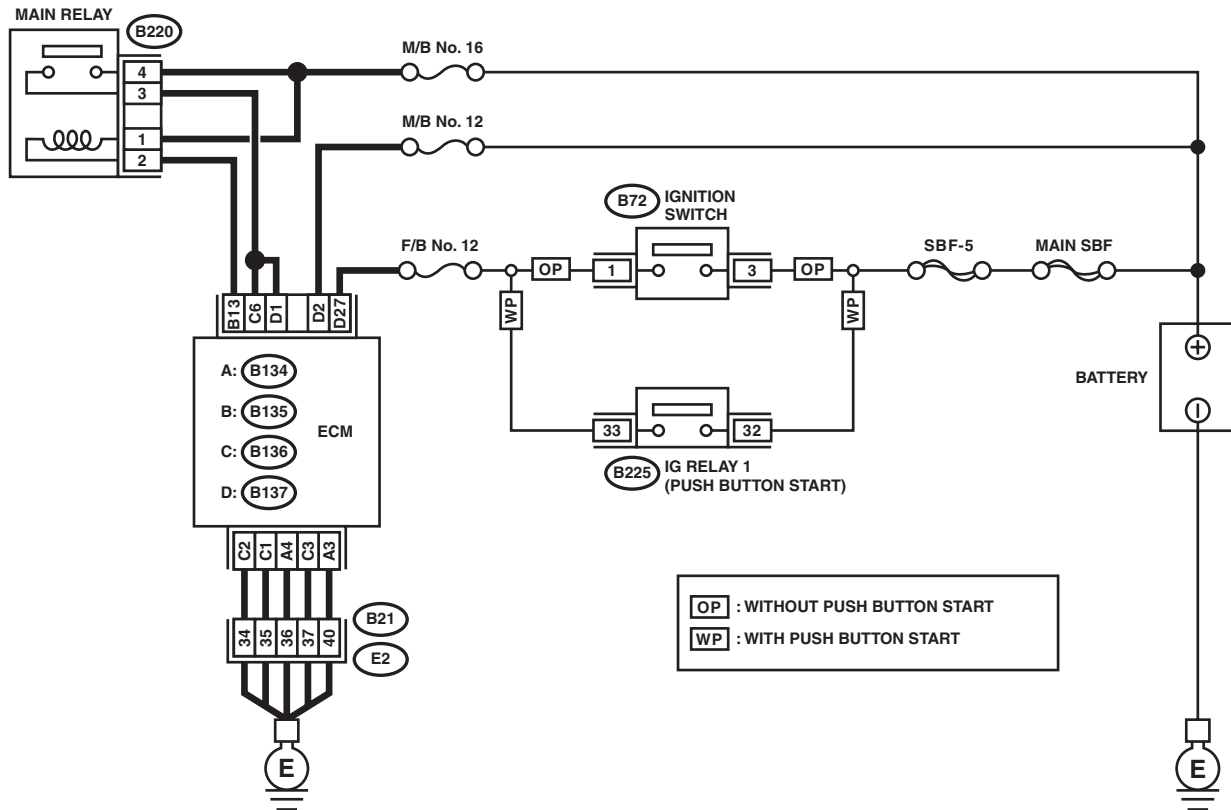 MAIN RELAY
B220
M/B No. 16
4
3
1
2
M/B No. 12
B72
IGNITION
SWITCH
F/B No. 12
OP
1
3
OP
SBF-5
MAIN SBF
WP
WP
B13
C6
D1
D2
D27
A: B134
B: B135
C: B136
D: B137
ECM
BATTERY
33
32
B225
IG RELAY 1
(PUSH BUTTON START)
C2
C1
A4
C3
A3
34
35
36
37
40
B21
E2
OP : WITHOUT PUSH BUTTON START
WP : WITH PUSH BUTTON START
E
E